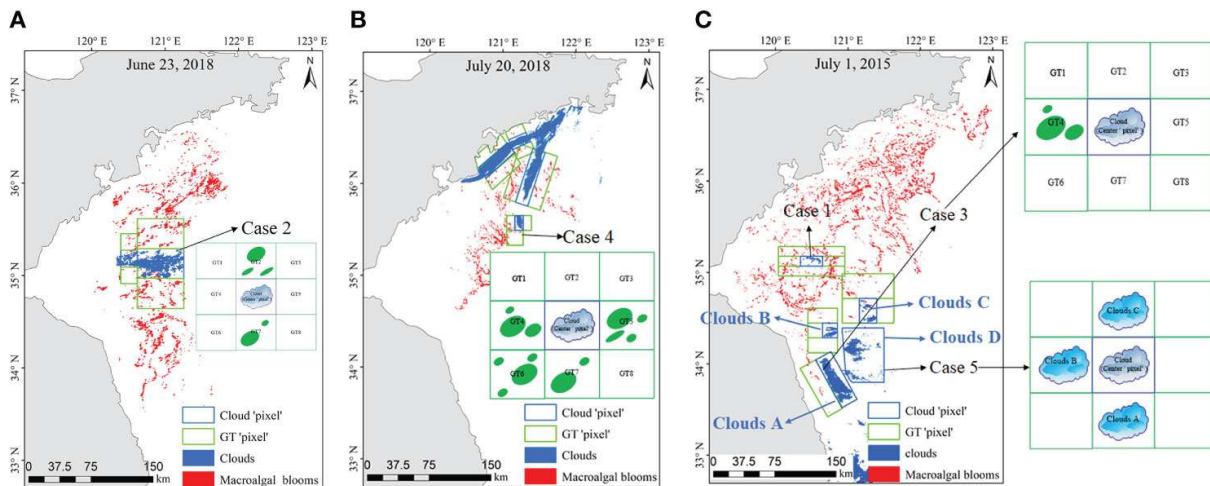 A
120° E
121° E
122° E
123° E
June 23, 2018
N
37° N
36° N
35° N
34° N
33° N
Case 2
GT1
GT2
GT3
GT4
Cloud
(Center 'pixel')
GT5
GT6
GT7
GT8
Cloud 'pixel'
GT 'pixel'
Clouds
Macroalgal blooms
0 37.5 75 150
km
B
120° E
121° E
122° E
123° E
July 20, 2018
N
37° N
36° N
35° N
34° N
33° N
Case 4
GT1
GT2
GT3
GT4
Cloud
(Center 'pixel')
GT5
GT6
GT7
GT8
Cloud 'pixel'
GT 'pixel'
Clouds
Macroalgal blooms
0 37.5 75 150
km
C
120° E
121° E
122° E
123° E
July 1, 2015
N
37° N
36° N
35° N
34° N
33° N
Case 1
Case 3
Clouds C
Clouds B
Clouds D
Case 5
Clouds A
Cloud 'pixel'
GT 'pixel'
clouds
Macroalgal blooms
0 37.5 75 150
km
GT1
GT2
GT3
GT4
Cloud
(Center 'pixel')
GT5
GT6
GT7
GT8
Clouds C
Clouds B
Cloud
(Center 'pixel')
Clouds A